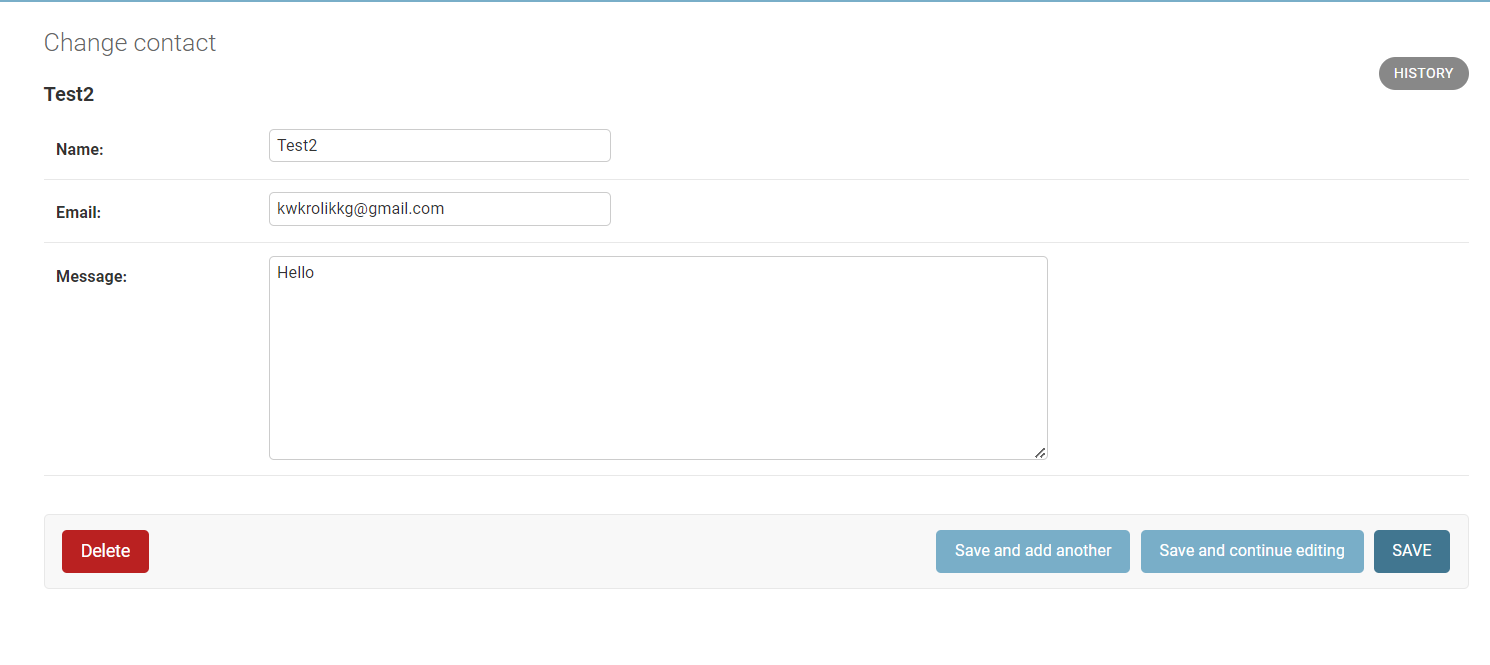 Change contact
HISTORY
Test2
Name: Test2
Email: kwkrolikkg@gmail.com
Message: Hello
Delete Save and add another Save and continue editing SAVE